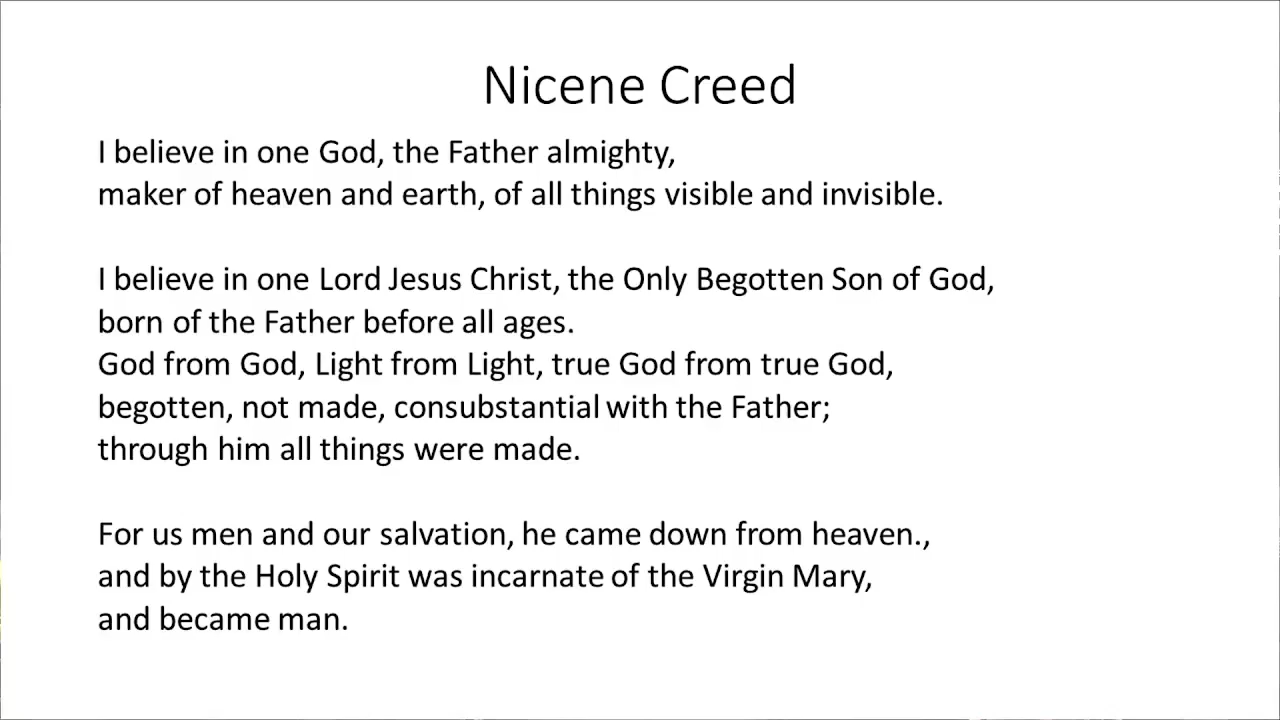 Nicene Creed
I believe in one God, the Father almighty,
maker of heaven and earth, of all things visible and invisible.
I believe in one Lord Jesus Christ, the Only Begotten Son of God,
born of the Father before all ages.
God from God, Light from Light, true God from true God,
begotten, not made, consubstantial with the Father;
through him all things were made.
For us men and our salvation, he came down from heaven.,
and by the Holy Spirit was incarnate of the Virgin Mary,
and became man.